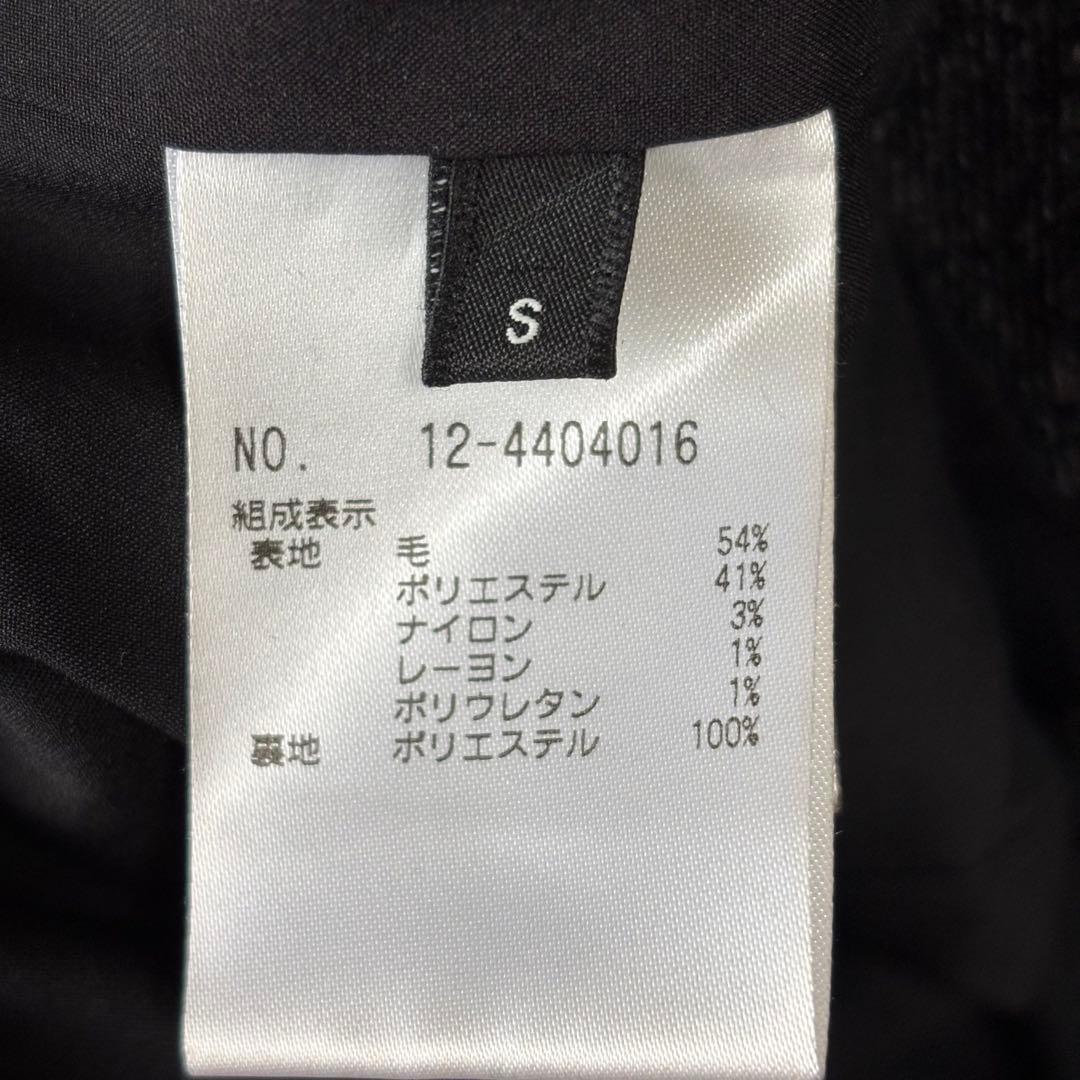 S
NO. 12-4404016
組成表示
表地 毛 54%
ポリエステル 41%
ナイロン 3%
レーヨン 1%
ポリウレタン 1%
裏地 ポリエステル 100%